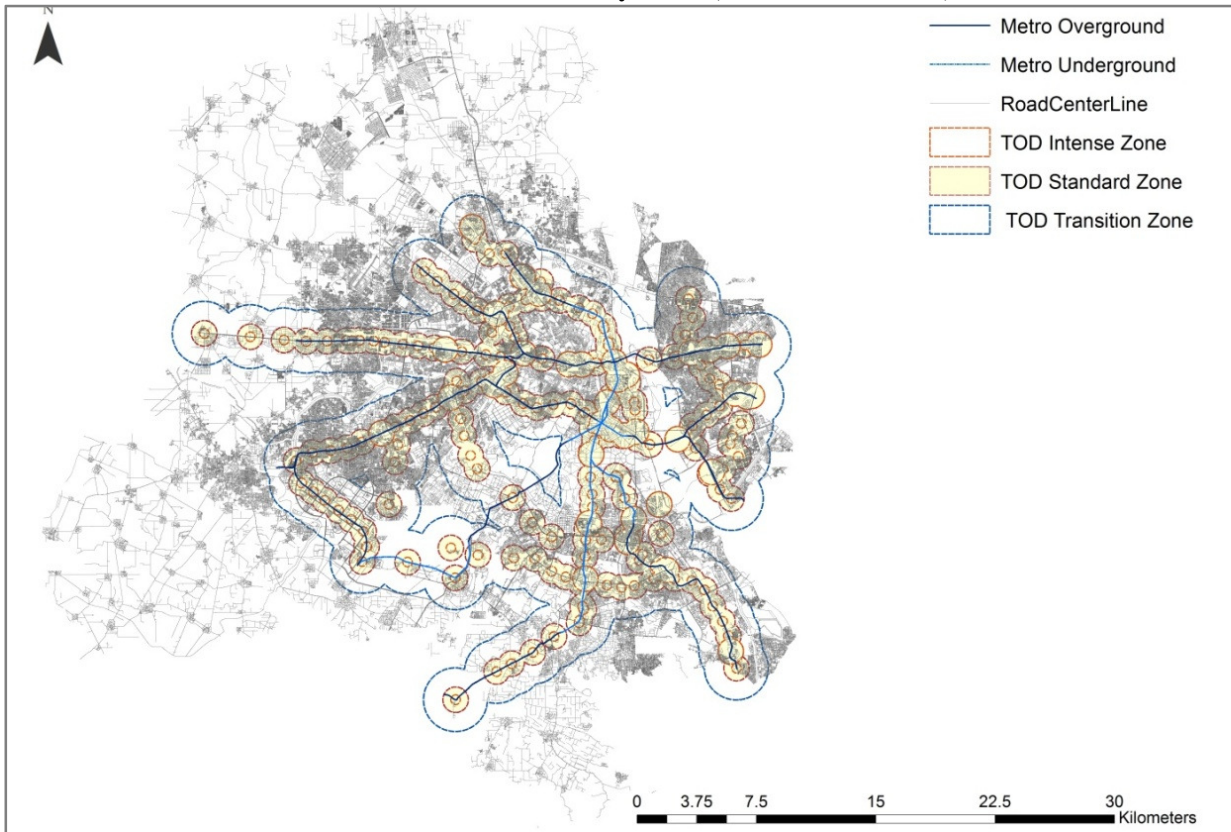 N
Metro Overground
Metro Underground
RoadCenterLine
TOD Intense Zone
TOD Standard Zone
TOD Transition Zone
0 3.75 7.5 15 22.5 30
Kilometers